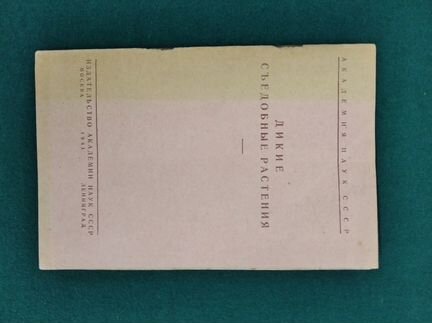 АКАДЕМИЯ НАУК СССР
ДИКИЕ
СЪЕДОБНЫЕ РАСТЕНИЯ
ИЗДАТЕЛЬСТВО АКАДЕМИИ НАУК СССР
МОСКВА 1941 ЛЕНИНГРАД